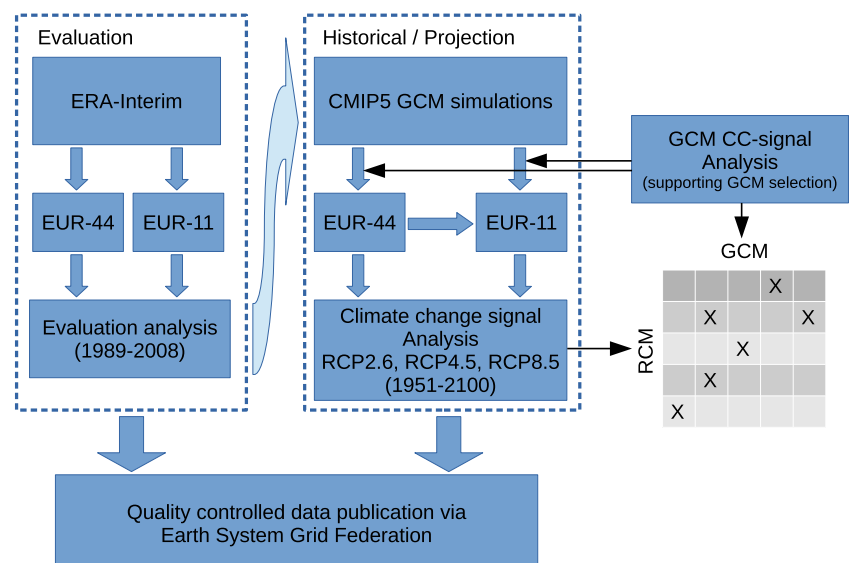 Evaluation
ERA-Interim
EUR-44
EUR-11
Evaluation analysis
(1989-2008)
Historical / Projection
CMIP5 GCM simulations
EUR-44
EUR-11
Climate change signal
Analysis
RCP2.6, RCP4.5, RCP8.5
(1951-2100)
GCM CC-signal
Analysis
(supporting GCM selection)
GCM
RCM
X
X X
X
X
X
Quality controlled data publication via
Earth System Grid Federation